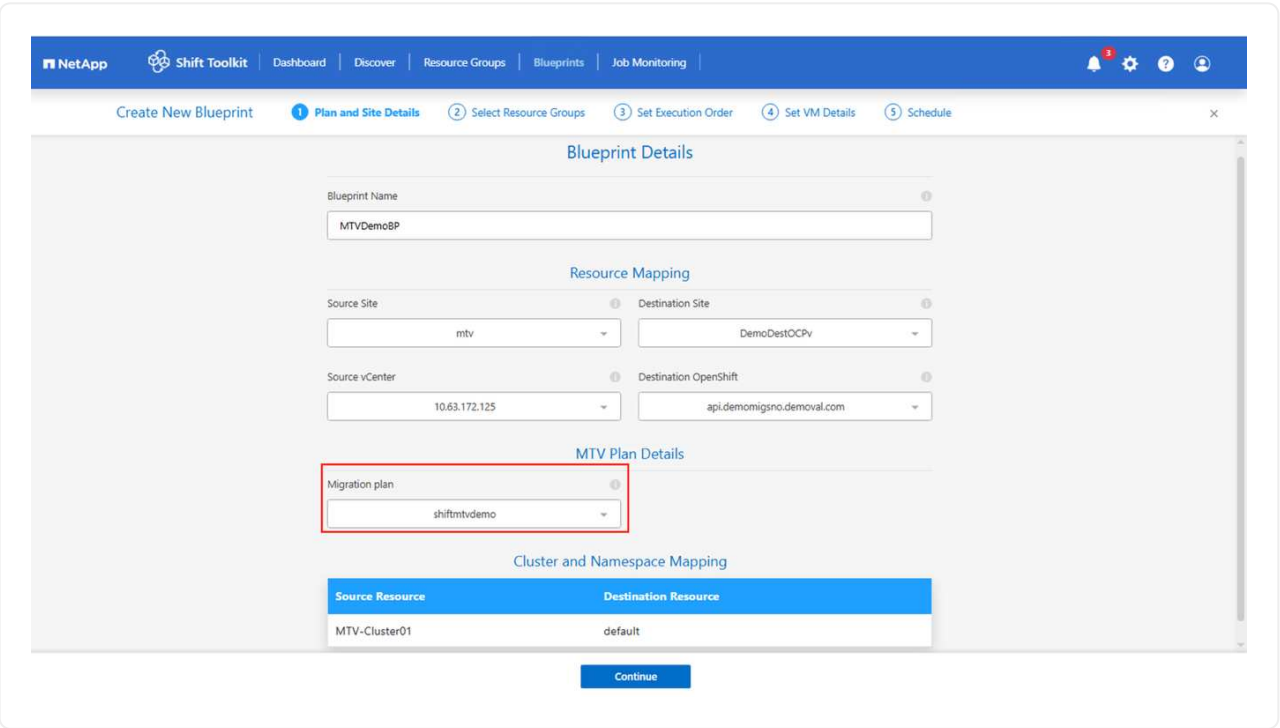 NetApp Shift Toolkit Dashboard Discover Resource Groups Blueprints Job Monitoring 3
Create New Blueprint 1 Plan and Site Details 2 Select Resource Groups 3 Set Execution Order 4 Set VM Details 5 Schedule
Blueprint Details
Blueprint Name
MTVDemoBP
Resource Mapping
Source Site Destination Site
mtv DemoDestOCPv
Source vCenter Destination OpenShift
10.63.172.125 api.demomigsno.demoval.com
MTV Plan Details
Migration plan
shiftmtvdemo
Cluster and Namespace Mapping
Source Resource Destination Resource
MTV-Cluster01 default
Continue